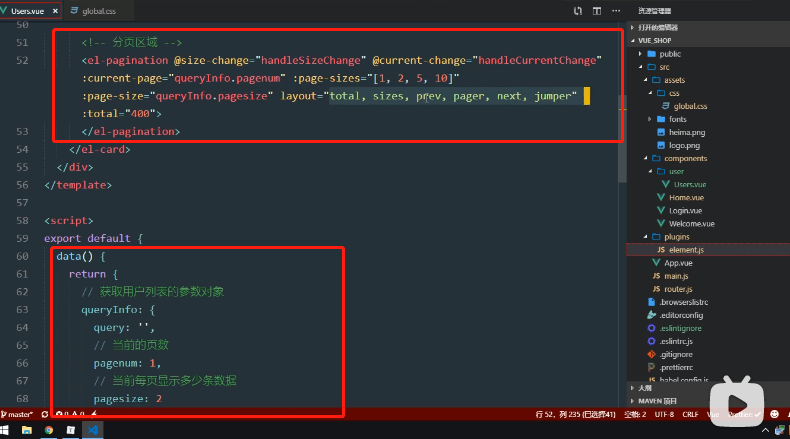 Users.vue × global.css
50
51 <!-- 分页区域 -->
52 <el-pagination @size-change="handleSizeChange" @current-change="handleCurrentChange"
:current-page="queryInfo.pagenum" :page-sizes="[1, 2, 5, 10]"
:page-size="queryInfo.pagesize" layout="total, sizes, prev, pager, next, jumper"
:total="400">
53 </el-pagination>
54 </el-card>
55 </div>
56 </template>
57
58 <script>
59 export default {
60 data() {
61 return {
62 // 获取用户列表的参数对象
63 queryInfo: {
64 query: '',
65 // 当前的页数
66 pagenum: 1,
67 // 当前每页显示多少条数据
68 pagesize: 2
资源管理器
打开的编辑器
VUE_SHOP
public
src
assets
css
global.css
fonts
heima.png
logo.png
components
user
Users.vue
Home.vue
Login.vue
Welcome.vue
plugins
JS element.js
App.vue
JS main.js
JS router.js
.browserslistrc
.editorconfig
.eslintignore
.eslintrc.js
.gitignore
.prettierrc
babel.config.js
大纲
MAVEN 项目
master* 0 0 行 52，列 235 (已选择41) 空格: 2 UTF-8 CRLF Vue Prettier